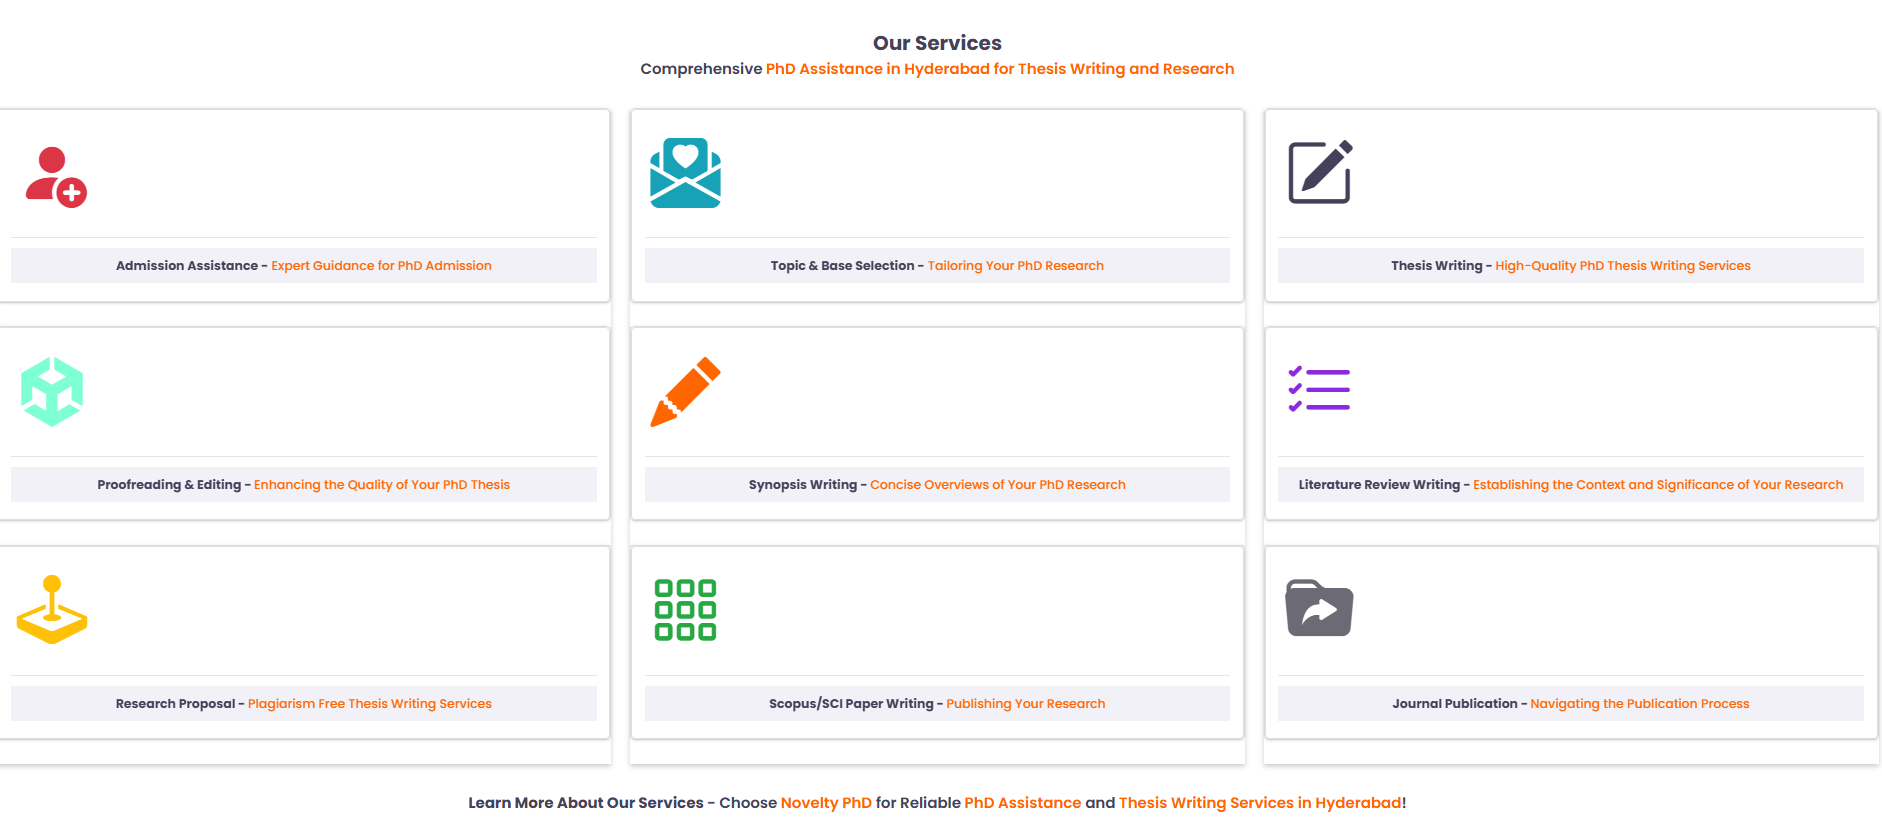 Our Services
Comprehensive PhD Assistance in Hyderabad for Thesis Writing and Research
Admission Assistance - Expert Guidance for PhD Admission
Topic & Base Selection - Tailoring Your PhD Research
Thesis Writing - High-Quality PhD Thesis Writing Services
Proofreading & Editing - Enhancing the Quality of Your PhD Thesis
Synopsis Writing - Concise Overviews of Your PhD Research
Literature Review Writing - Establishing the Context and Significance of Your Research
Research Proposal - Plagiarism Free Thesis Writing Services
Scopus/SCI Paper Writing - Publishing Your Research
Journal Publication - Navigating the Publication Process
Learn More About Our Services - Choose Novelty PhD for Reliable PhD Assistance and Thesis Writing Services in Hyderabad!